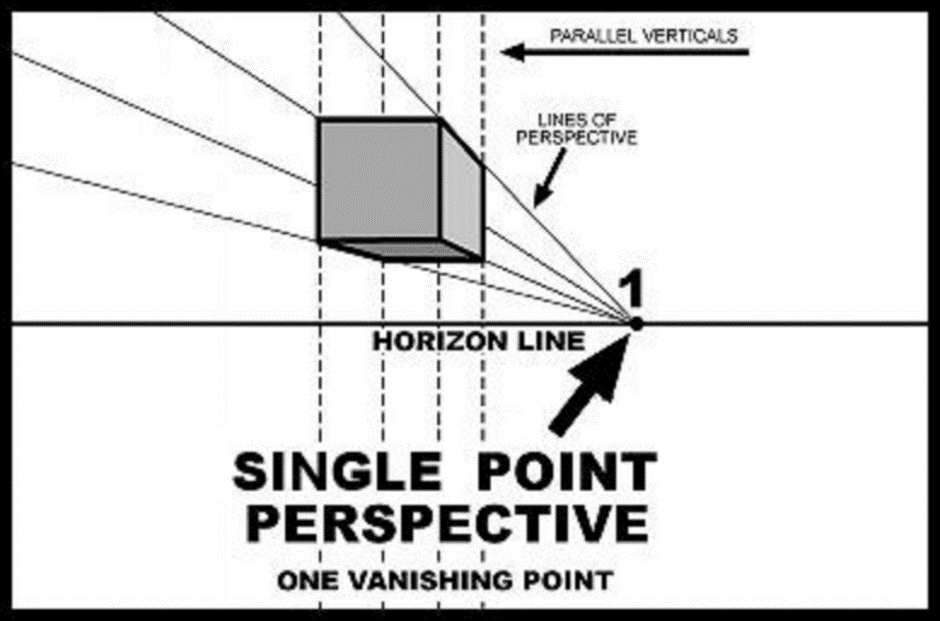 PARALLEL VERTICALS
LINES OF
PERSPECTIVE
1
HORIZON LINE
SINGLE POINT
PERSPECTIVE
ONE VANISHING POINT